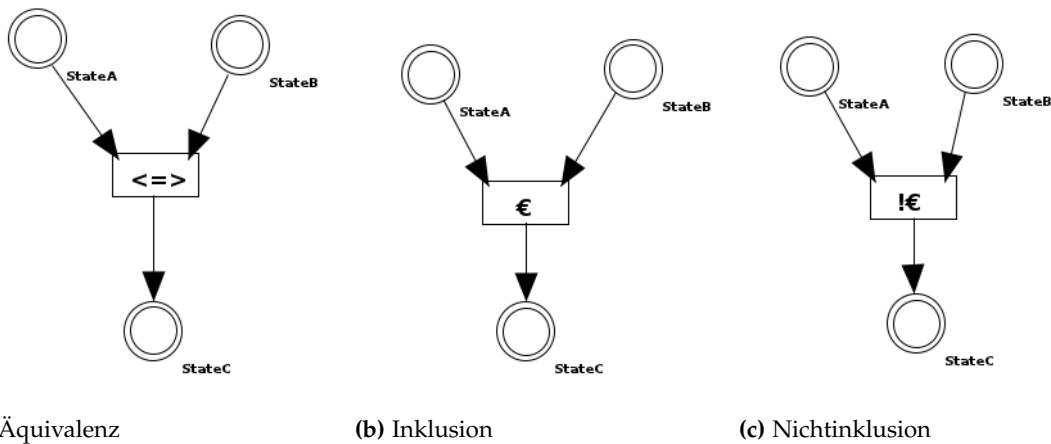 StateA
StateB
<=>
StateC
StateA
StateB
€
StateC
StateA
StateB
!€
StateC
Äquivalenz
(b) Inklusion
(c) Nichtinklusion